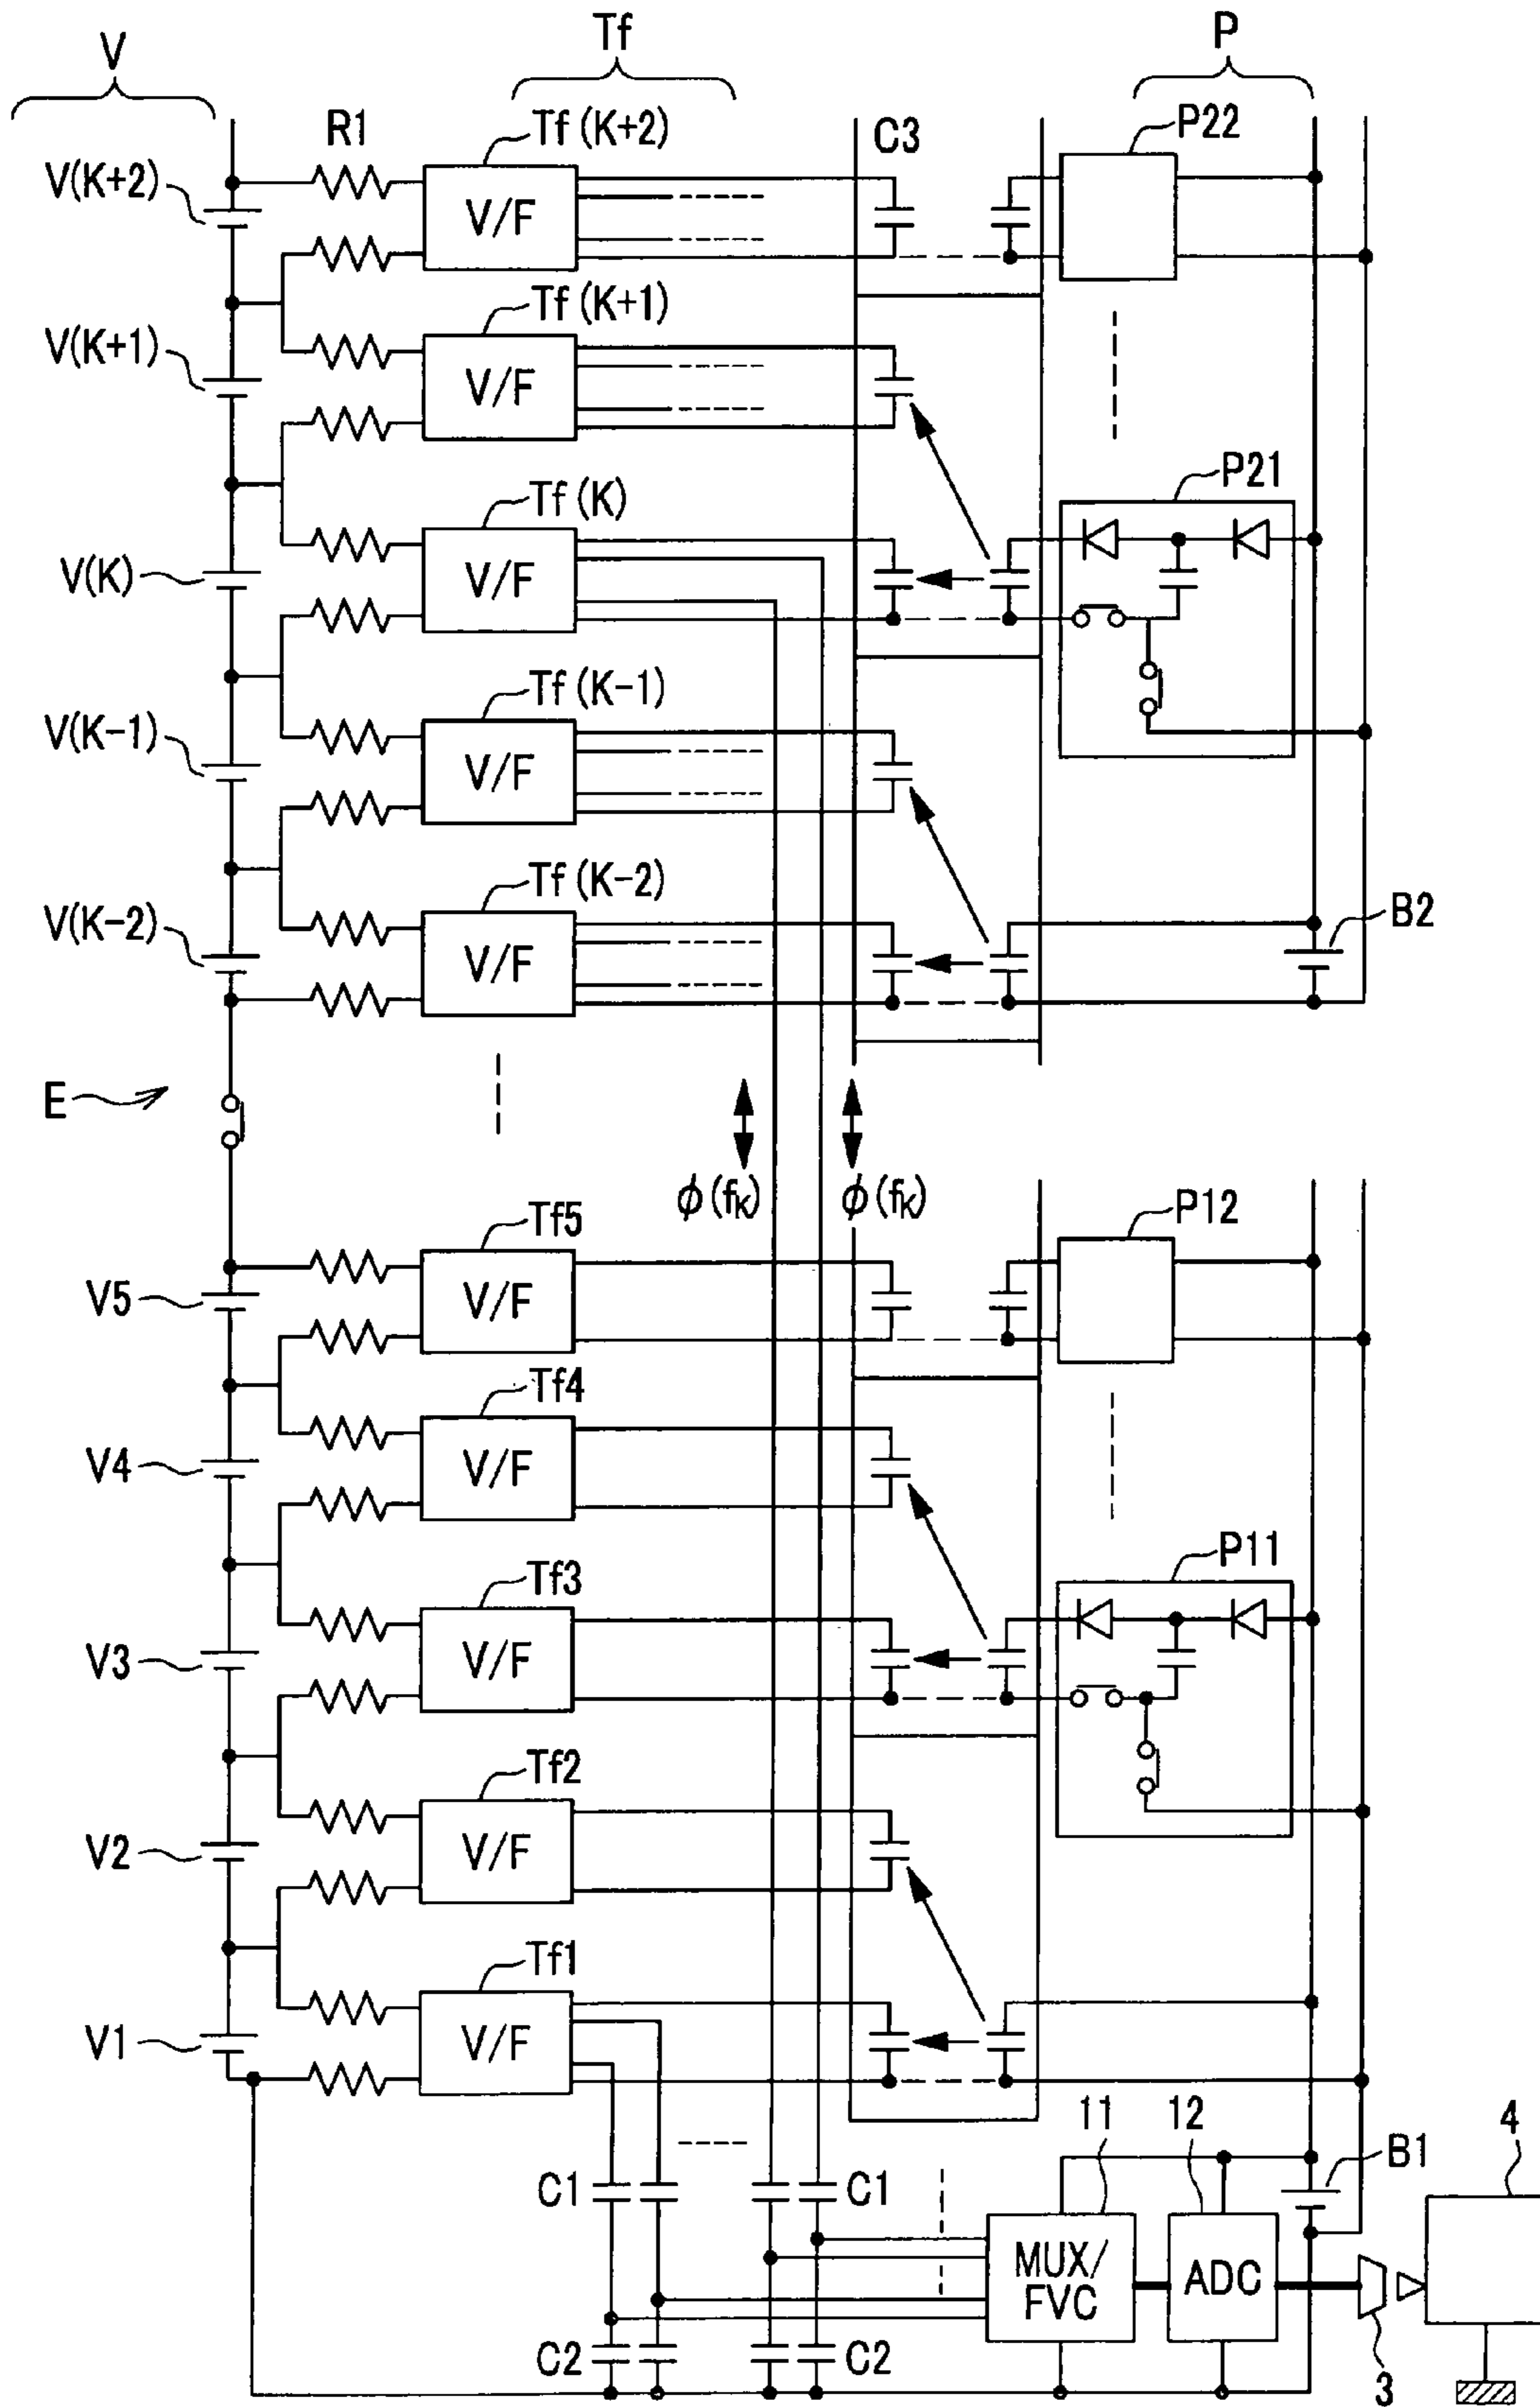 V Tf P
R1 Tf(K+2) C3 P22
V(K+2) V/F
Tf(K+1)
V(K+1) V/F
P21
Tf(K)
V(K) V/F
Tf(K-1)
V(K-1) V/F
Tf(K-2)
V(K-2) V/F B2
E
ϕ(fK) ϕ(fK)
Tf5 P12
V5 V/F
Tf4
V4 V/F
P11
Tf3
V3 V/F
Tf2
V2 V/F
Tf1
V1 V/F
11 12 4
B1
C1 C1
MUX/
FVC ADC
C2 C2 3